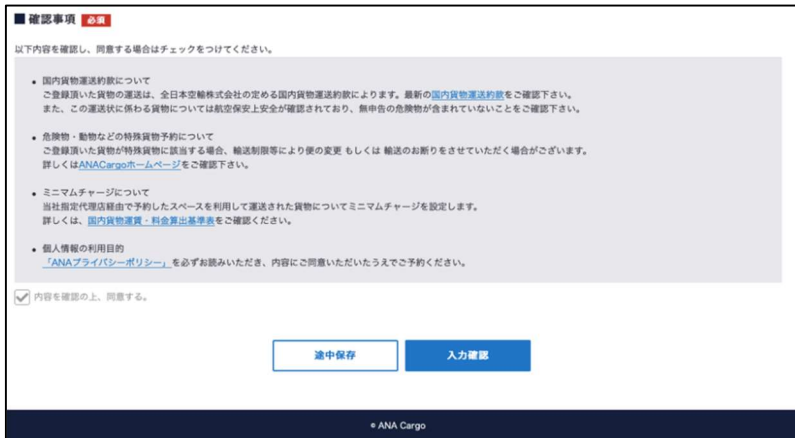 ■ 確認事項 必須
以下内容を確認し、同意する場合はチェックをつけてください。
• 国内貨物運送約款について
ご登録頂いた貨物の運送は、全日本空輸株式会社の定める国内貨物運送約款によります。最新の国内貨物運送約款をご確認下さい。
また、この運送状に係わる貨物については航空保安上安全が確認されており、無申告の危険物が含まれていないことをご確認下さい。
• 危険物・動物などの特殊貨物予約について
ご登録頂いた貨物が特殊貨物に該当する場合、輸送制限等により便の変更 もしくは 輸送のお断りをさせていただく場合がございます。
詳しくはANACargoホームページをご確認下さい。
• ミニマムチャージについて
当社指定代理店経由で予約したスペースを利用して運送された貨物についてミニマムチャージを設定します。
詳しくは、国内貨物運賃・料金算出基準表をご確認ください。
• 個人情報の利用目的
「ANAプライバシーポリシー」を必ずお読みいただき、内容にご同意いただいたうえでご予約ください。
内容を確認の上、同意する。
途中保存 入力確認
© ANA Cargo